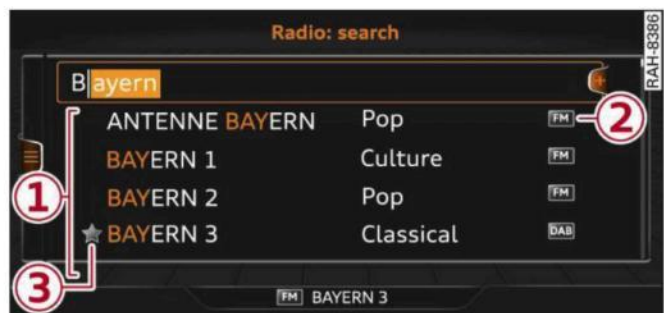 Radio: search
Bayern
ANTENNE BAYERN Pop FM
BAYERN 1 Culture FM
BAYERN 2 Pop FM
BAYERN 3 Classical DAB
FM BAYERN 3
1
2
3
RAH-8386